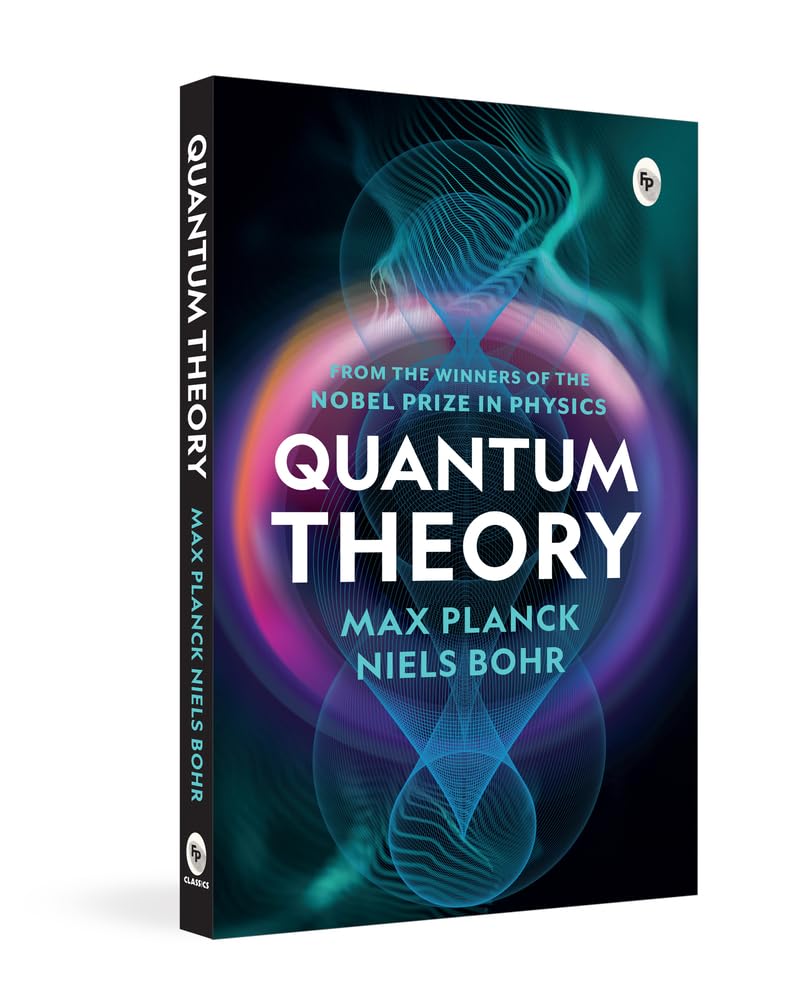 QUANTUM THEORY MAX PLANCK NIELS BOHR
FP
CLASSICS
FP
FROM THE WINNERS OF THE
NOBEL PRIZE IN PHYSICS
QUANTUM
THEORY
MAX PLANCK
NIELS BOHR